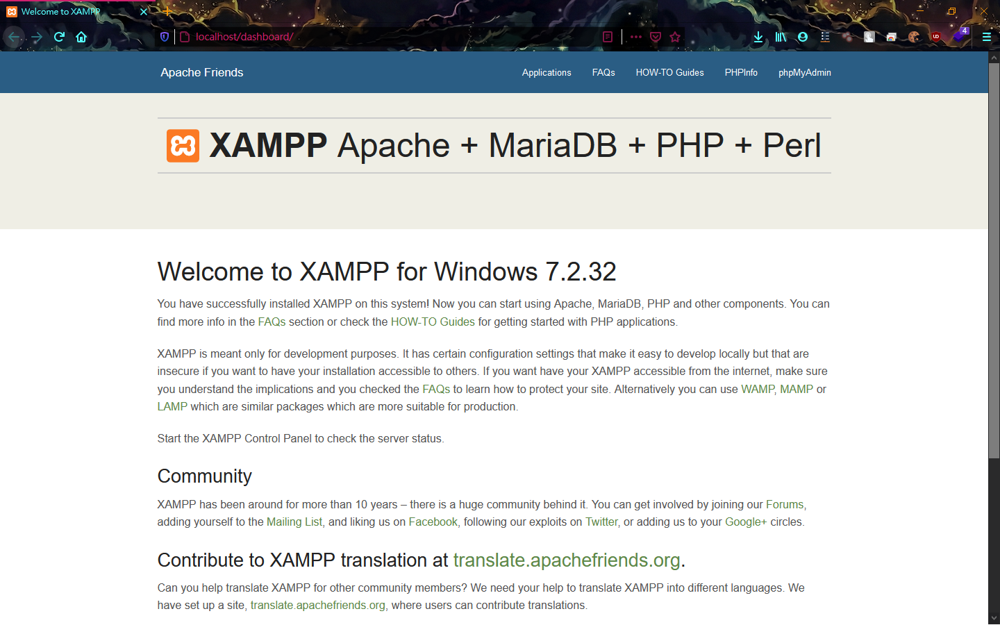 Welcome to XAMPP
localhost/dashboard/
4
Apache Friends
Applications
FAQs
HOW-TO Guides
PHPInfo
phpMyAdmin
XAMPP Apache + MariaDB + PHP + Perl
Welcome to XAMPP for Windows 7.2.32
You have successfully installed XAMPP on this system! Now you can start using Apache, MariaDB, PHP and other components. You can
find more info in the FAQs section or check the HOW-TO Guides for getting started with PHP applications.
XAMPP is meant only for development purposes. It has certain configuration settings that make it easy to develop locally but that are
insecure if you want to have your installation accessible to others. If you want have your XAMPP accessible from the internet, make sure
you understand the implications and you checked the FAQs to learn how to protect your site. Alternatively you can use WAMP, MAMP or
LAMP which are similar packages which are more suitable for production.
Start the XAMPP Control Panel to check the server status.
Community
XAMPP has been around for more than 10 years – there is a huge community behind it. You can get involved by joining our Forums,
adding yourself to the Mailing List, and liking us on Facebook, following our exploits on Twitter, or adding us to your Google+ circles.
Contribute to XAMPP translation at translate.apachefriends.org.
Can you help translate XAMPP for other community members? We need your help to translate XAMPP into different languages. We
have set up a site, translate.apachefriends.org, where users can contribute translations.